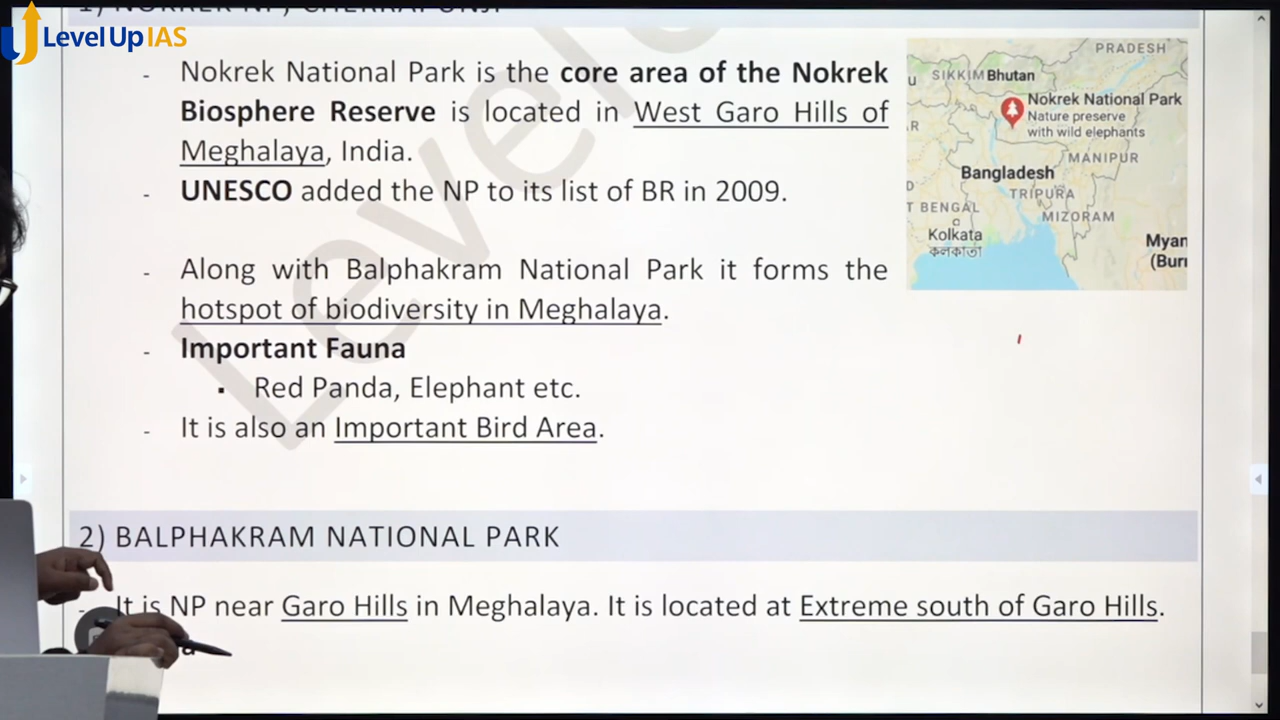 1) NOKREK NP, CHERRAPUNJI
LevelUp IAS
- Nokrek National Park is the core area of the Nokrek
Biosphere Reserve is located in West Garo Hills of
Meghalaya, India.
- UNESCO added the NP to its list of BR in 2009.
- Along with Balphakram National Park it forms the
hotspot of biodiversity in Meghalaya.
- Important Fauna
▪ Red Panda, Elephant etc.
- It is also an Important Bird Area.
PRADESH
SIKKIM Bhutan
Nokrek National Park
Nature preserve
with wild elephants
MANIPUR
Bangladesh
TRIPURA
T BENGAL
MIZORAM
Kolkata
কলকাতা
Myan
(Buri
Level
2) BALPHAKRAM NATIONAL PARK
- It is NP near Garo Hills in Meghalaya. It is located at Extreme south of Garo Hills.